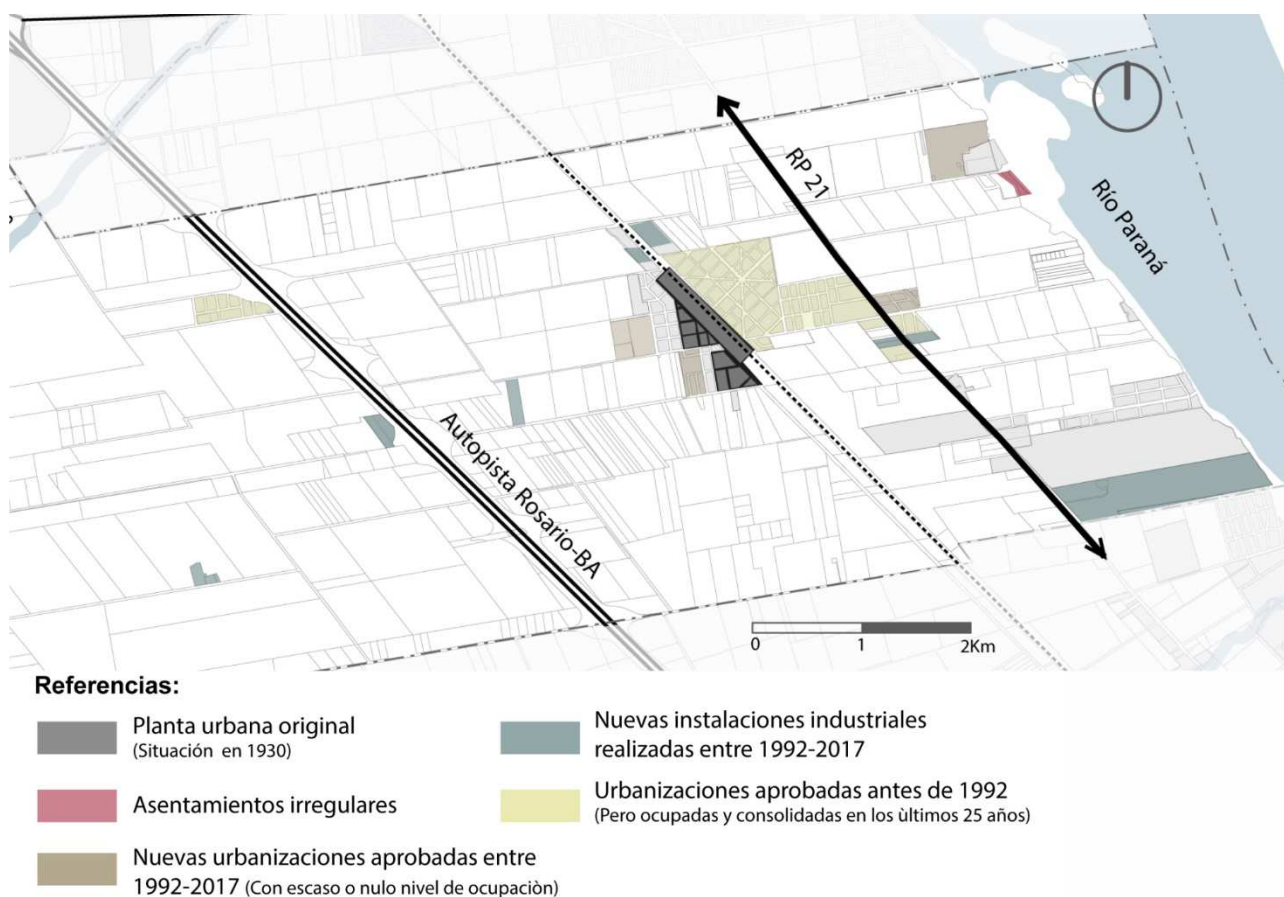 RP 21
Río Paraná
Autopista Rosario-BA
0 1 2Km
Referencias:
Planta urbana original
(Situación en 1930)
Asentamientos irregulares
Nuevas urbanizaciones aprobadas entre
1992-2017 (Con escaso o nulo nivel de ocupaciòn)
Nuevas instalaciones industriales
realizadas entre 1992-2017
Urbanizaciones aprobadas antes de 1992
(Pero ocupadas y consolidadas en los ùltimos 25 años)